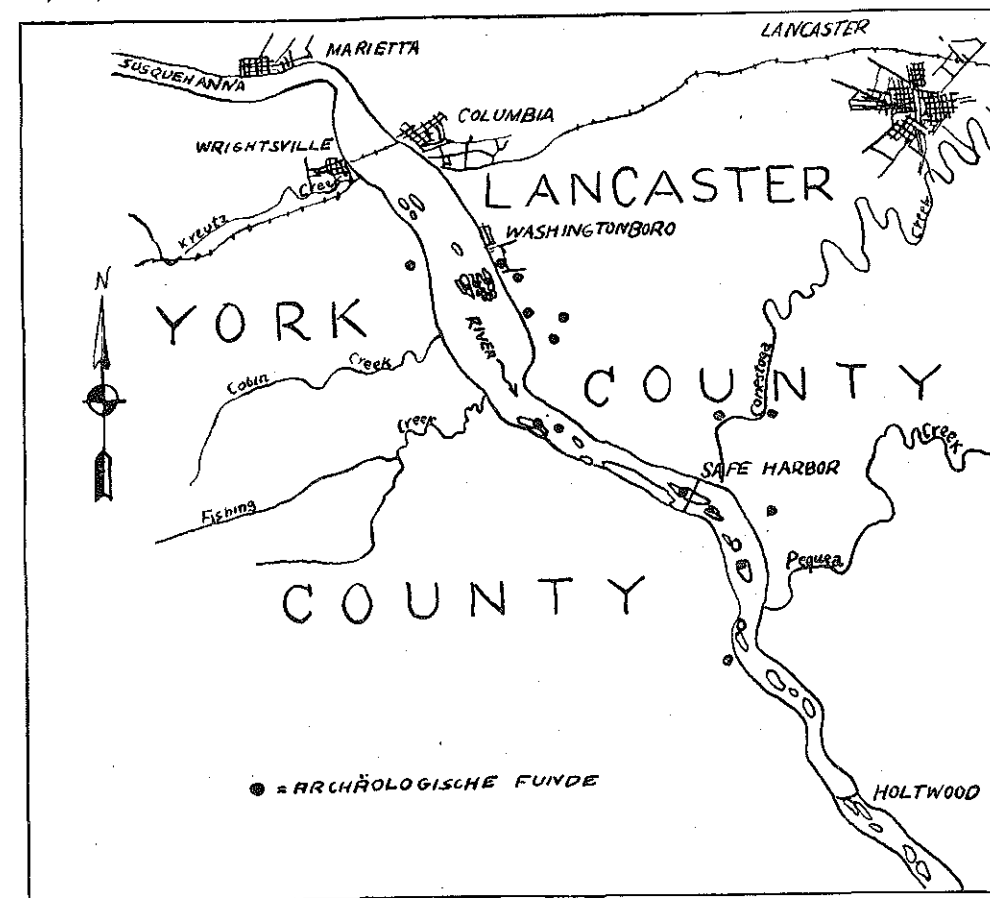 LANCASTER
MARIETTA
SUSQUEHANNA
COLUMBIA
WRIGHTSVILLE
Kreutz Creek
LANCASTER
Creek
WASHINGTONBORO
N
YORK
RIVER
COUNTY
Cobin Creek
Conestoga
Creek
Creek
SAFE HARBOR
Fishing
Pequea
COUNTY
● = ARCHÄOLOGISCHE FUNDE
HOLTWOOD